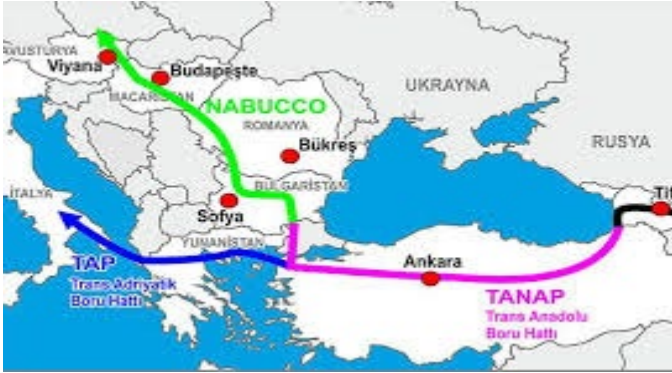 AVUSTURYA
Viyana
Budapeşte
MACARİSTAN
UKRAYNA
NABUCCO
ROMANYA
Bükreş
RUSYA
BULGARİSTAN
İTALYA
Sofya
Tif
YUNANİSTAN
TAP
Trans Adriyatik
Boru Hattı
Ankara
TANAP
Trans Anadolu
Boru Hattı